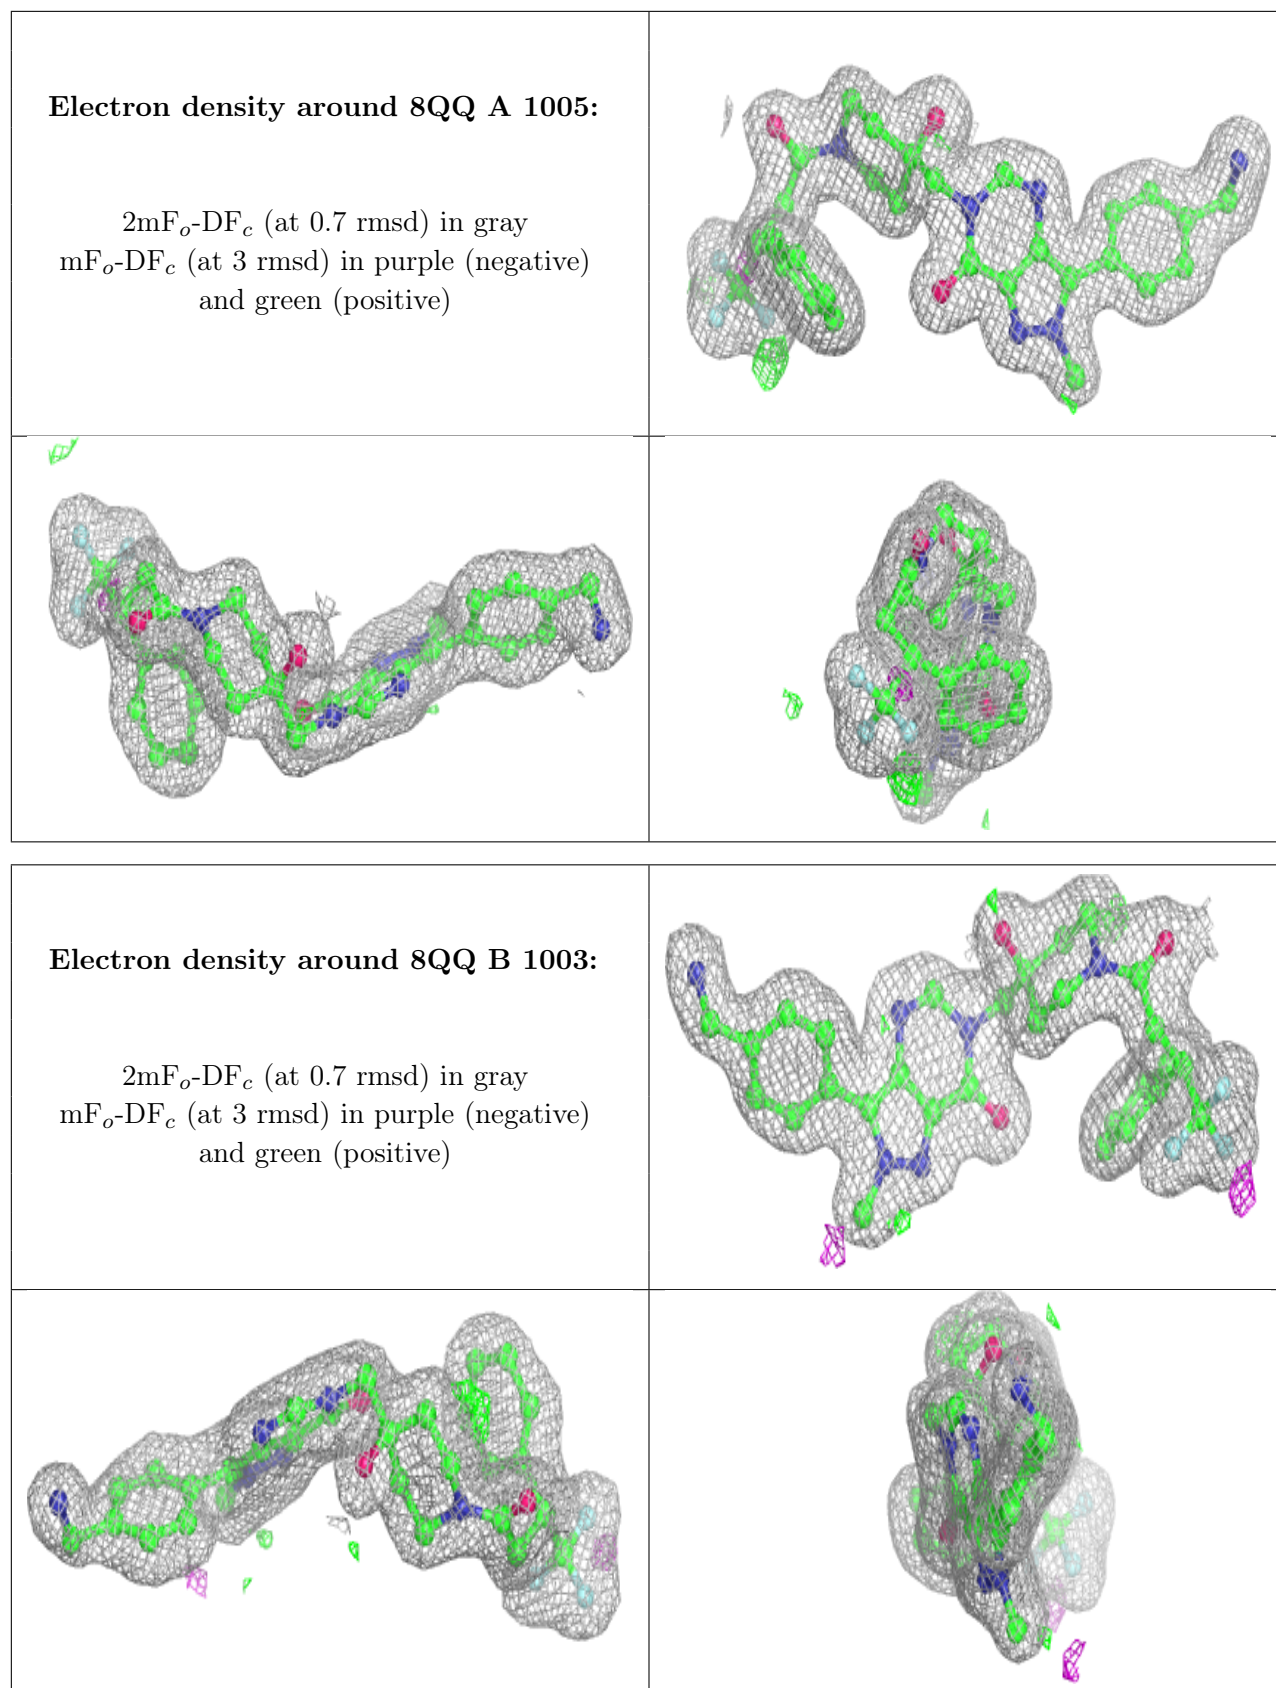 Electron density around 8QQ A 1005:
2mFo-DFc (at 0.7 rmsd) in gray
mFo-DFc (at 3 rmsd) in purple (negative)
and green (positive)
Electron density around 8QQ B 1003:
2mFo-DFc (at 0.7 rmsd) in gray
mFo-DFc (at 3 rmsd) in purple (negative)
and green (positive)